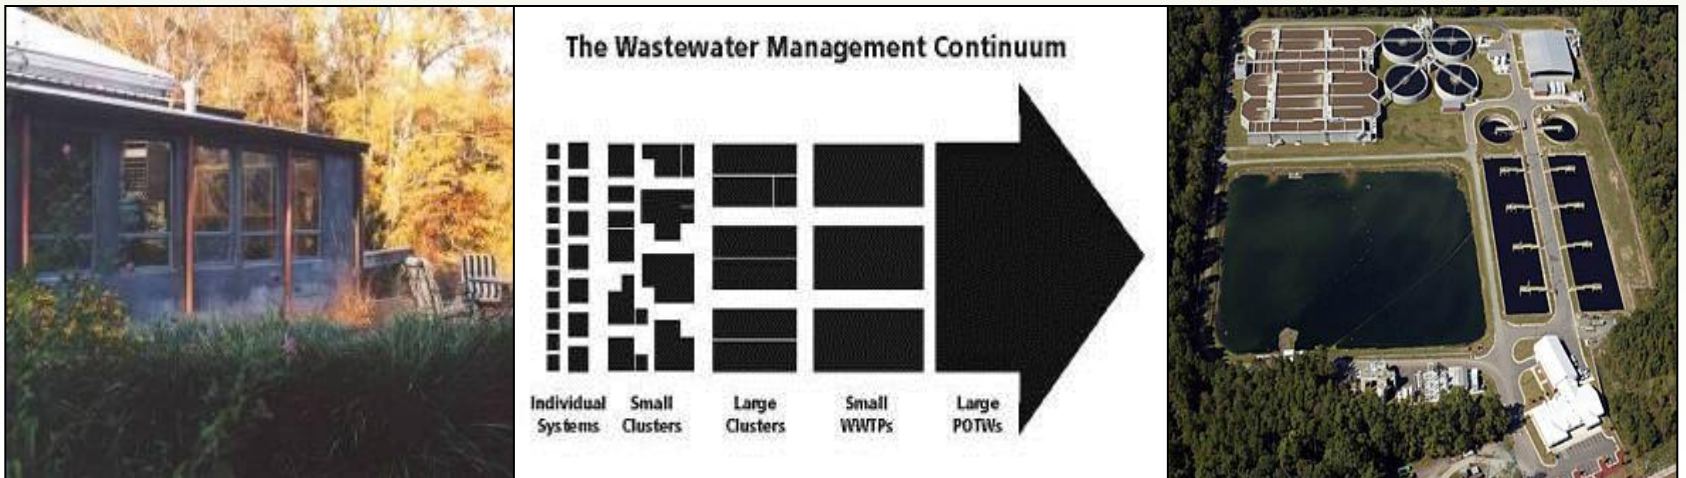 The Wastewater Management Continuum
Individual Systems
Small Clusters
Large Clusters
Small WWTPs
Large POTWs